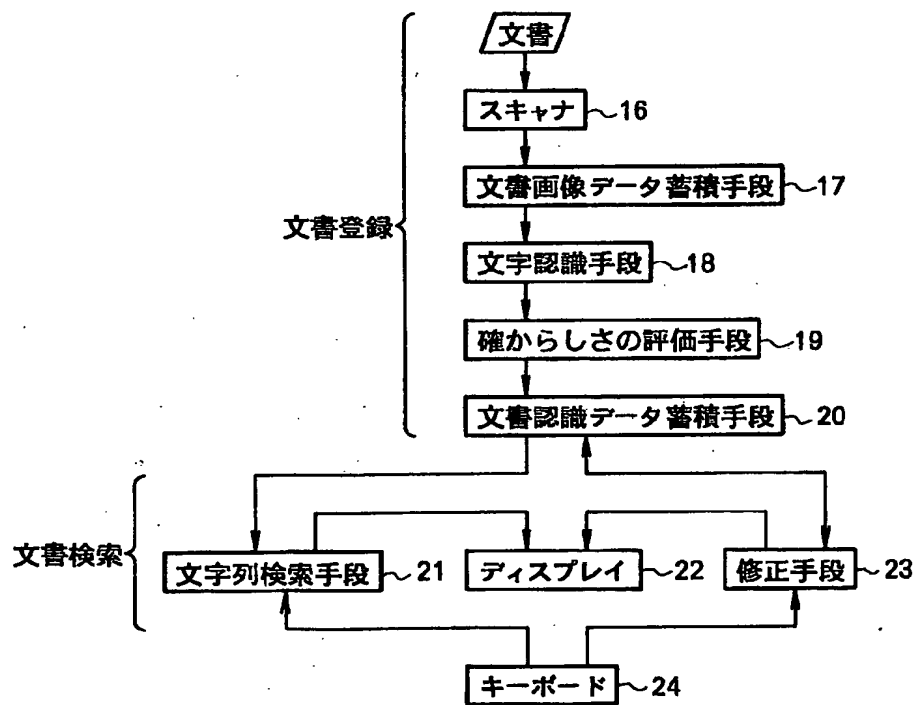 文書
スキャナ 16
文書画像データ蓄積手段 17
文字認識手段 18
文書登録
確からしさの評価手段 19
文書認識データ蓄積手段 20
文書検索
文字列検索手段 21 ディスプレイ 22 修正手段 23
キーボード 24